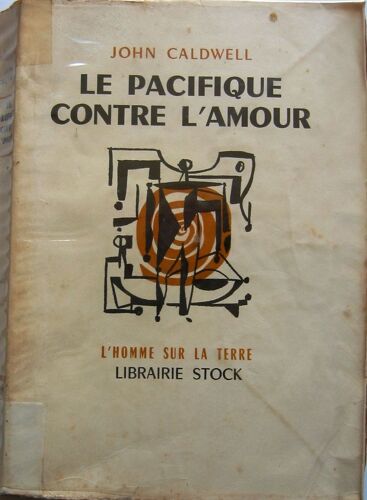 JOHN CALDWELL
LE PACIFIQUE
CONTRE L'AMOUR
L'HOMME SUR LA TERRE
LIBRAIRIE STOCK